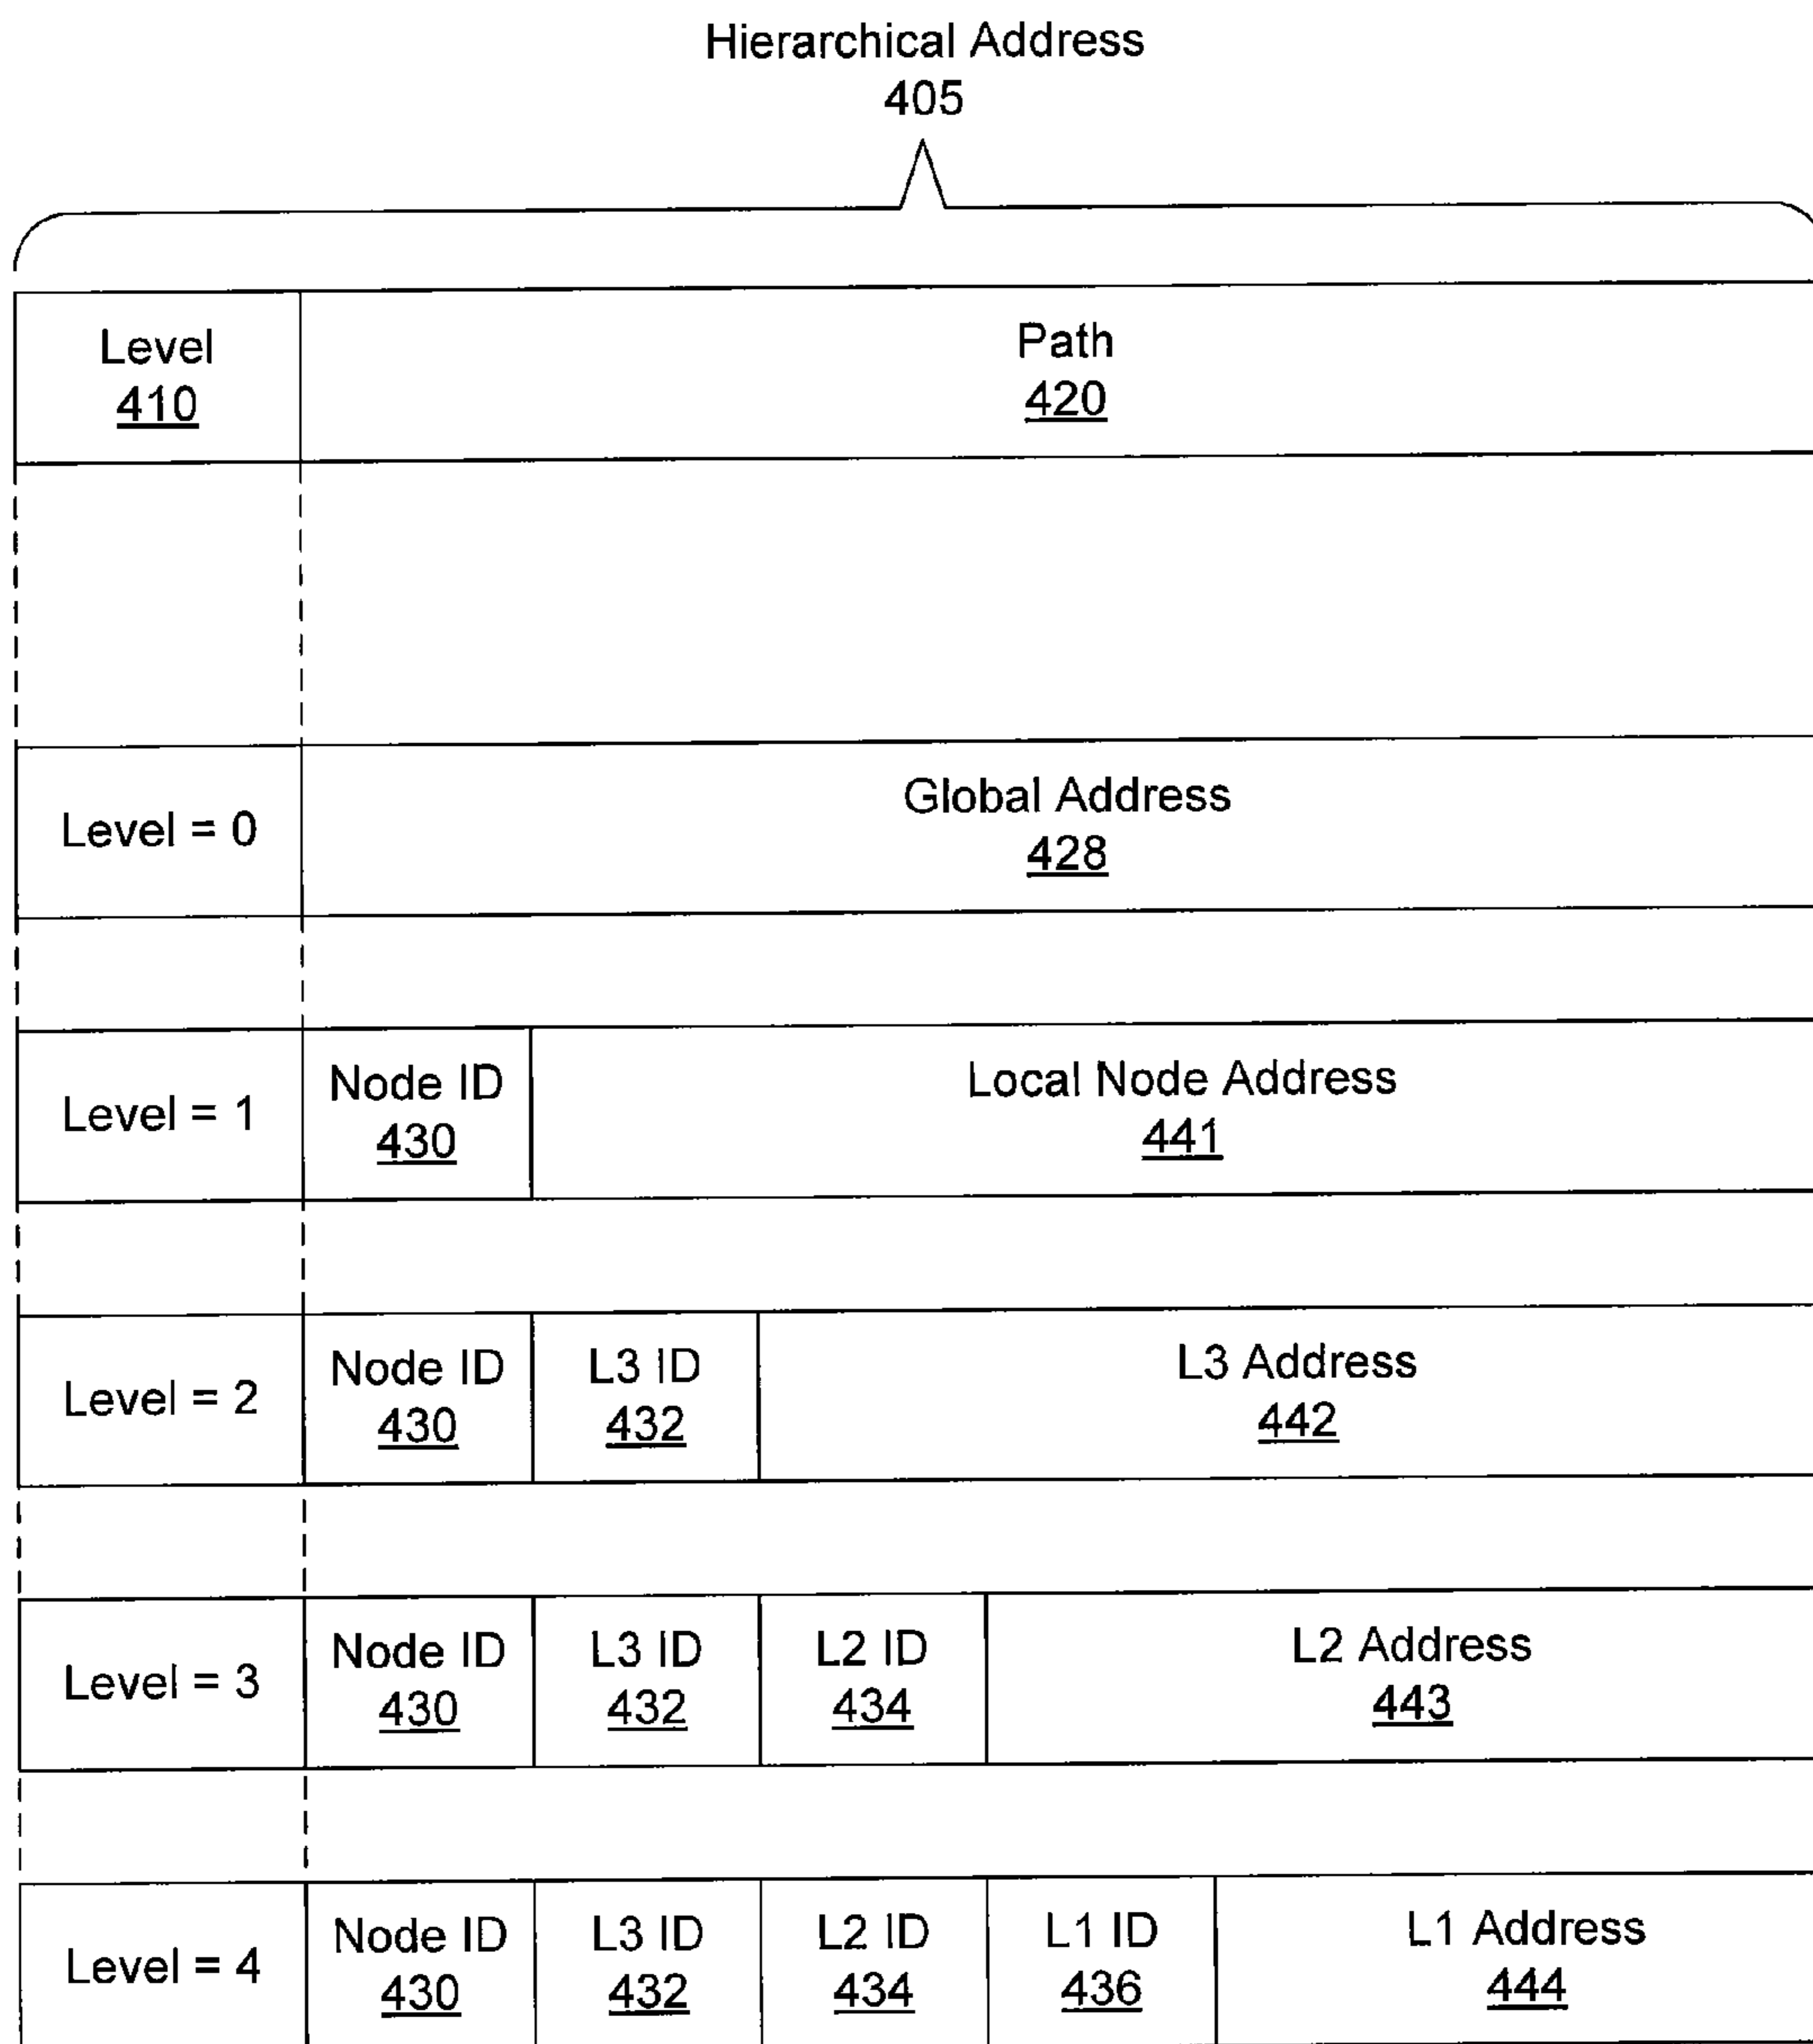 Hierarchical Address
405
Level
410
Path
420
Level = 0
Global Address
428
Level = 1
Node ID
430
Local Node Address
441
Level = 2
Node ID
430
L3 ID
432
L3 Address
442
Level = 3
Node ID
430
L3 ID
432
L2 ID
434
L2 Address
443
Level = 4
Node ID
430
L3 ID
432
L2 ID
434
L1 ID
436
L1 Address
444